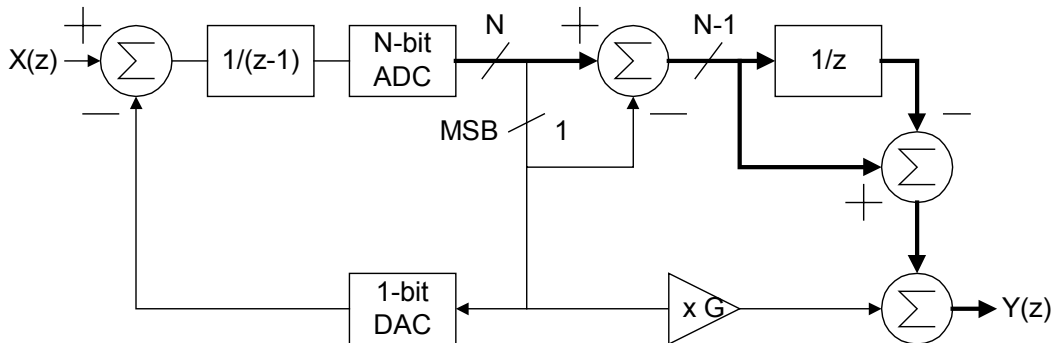 N
N-1
X(z)
Σ
1/(z-1)
N-bit
ADC
Σ
1/z
MSB
1
Σ
1-bit
DAC
x G
Σ
Y(z)